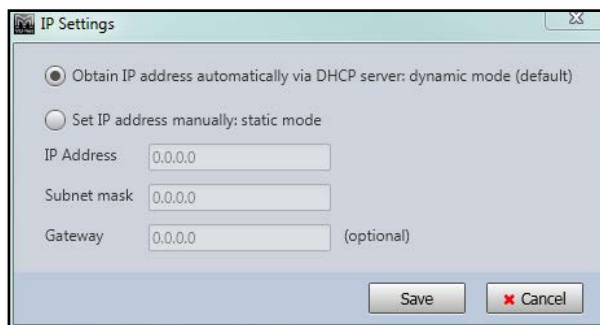 IP Settings
Obtain IP address automatically via DHCP server: dynamic mode (default)
Set IP address manually: static mode
IP Address 0.0.0.0
Subnet mask 0.0.0.0
Gateway 0.0.0.0 (optional)
Save Cancel